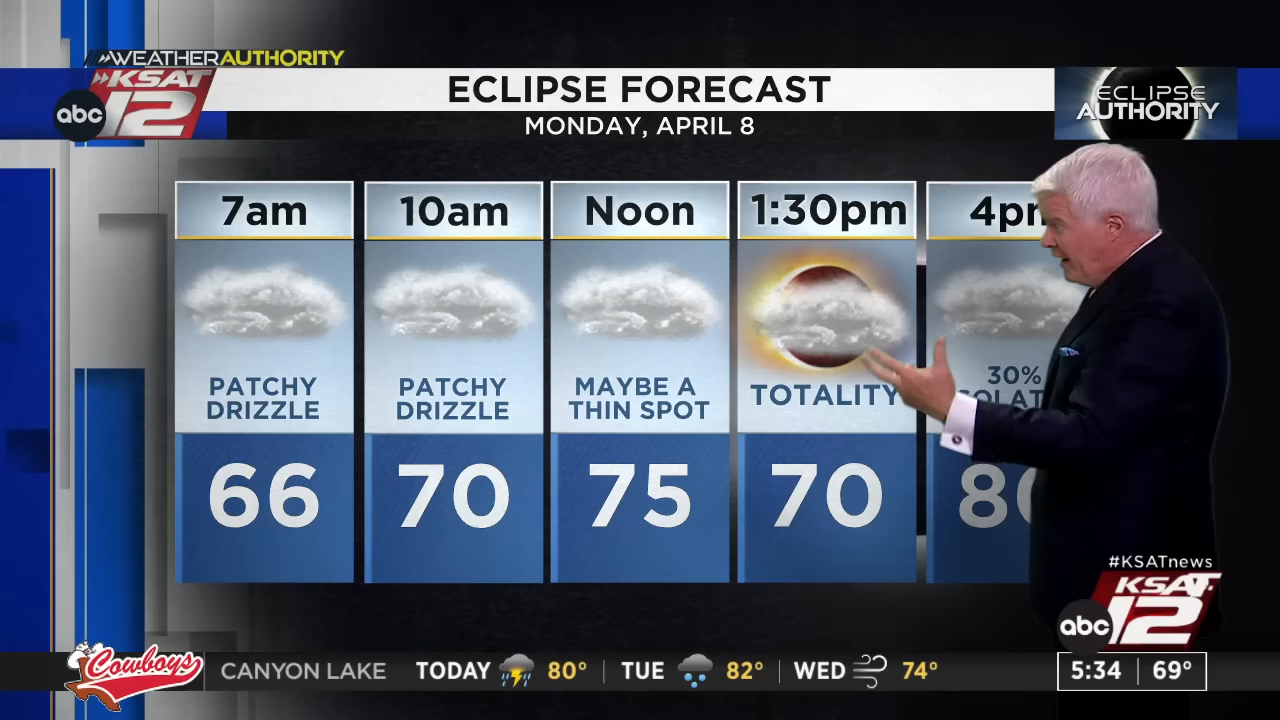 WEATHERAUTHORITY
KSAT
abc 12
ECLIPSE FORECAST
MONDAY, APRIL 8
ECLIPSE
AUTHORITY
7am
10am
Noon
1:30pm
PATCHY
DRIZZLE
PATCHY
DRIZZLE
MAYBE A
THIN SPOT
TOTALITY
30%
66
70
75
70
#KSATnews
KSAT
abc 12
Cowboys
CANYON LAKE TODAY 80° TUE 82° WED 74°
5:34 69°